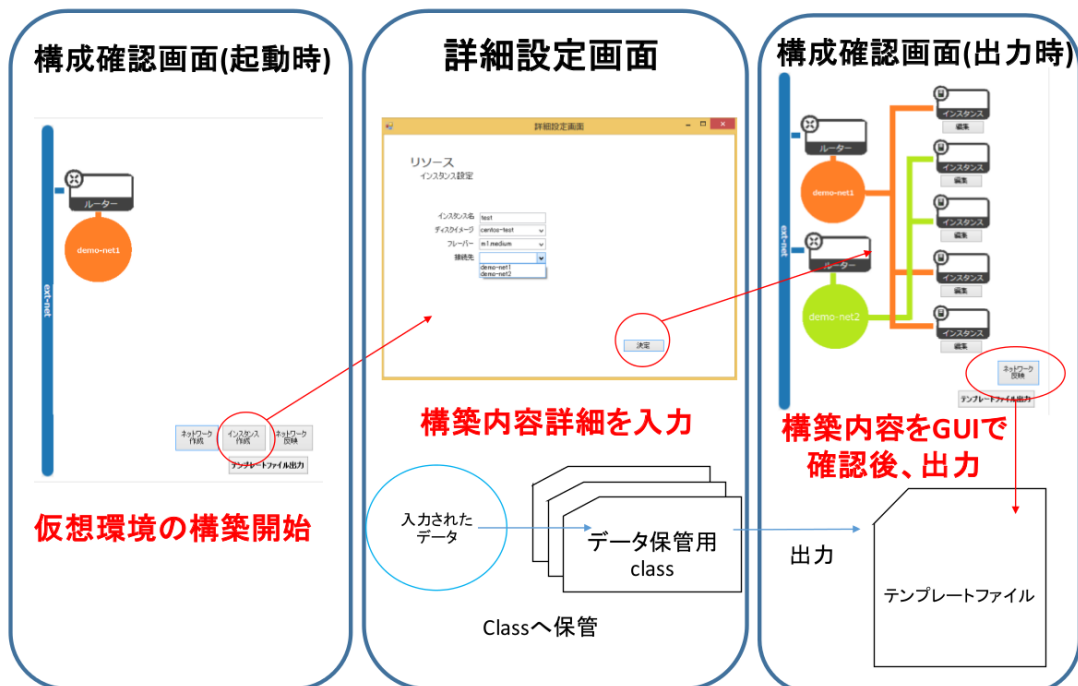 構成確認画面(起動時)
ext-net
ルーター
demo-net1
ネットワーク
作成
インスタンス
作成
ネットワーク
反映
テンプレートファイル出力
仮想環境の構築開始
詳細設定画面
詳細設定画面
リソース
インスタンス設定
インスタンス名 test
ディスクイメージ centos-test
フレーバー m1.medium
接続先
demo-net1
demo-net2
決定
構築内容詳細を入力
入力された
データ
データ保管用
class
Classへ保管
構成確認画面(出力時)
ext-net
ルーター
demo-net1
ルーター
demo-net2
インスタンス
編集
インスタンス
編集
インスタンス
編集
インスタンス
編集
インスタンス
編集
ネットワーク
反映
テンプレートファイル出力
構築内容をGUIで
確認後、出力
出力
テンプレートファイル